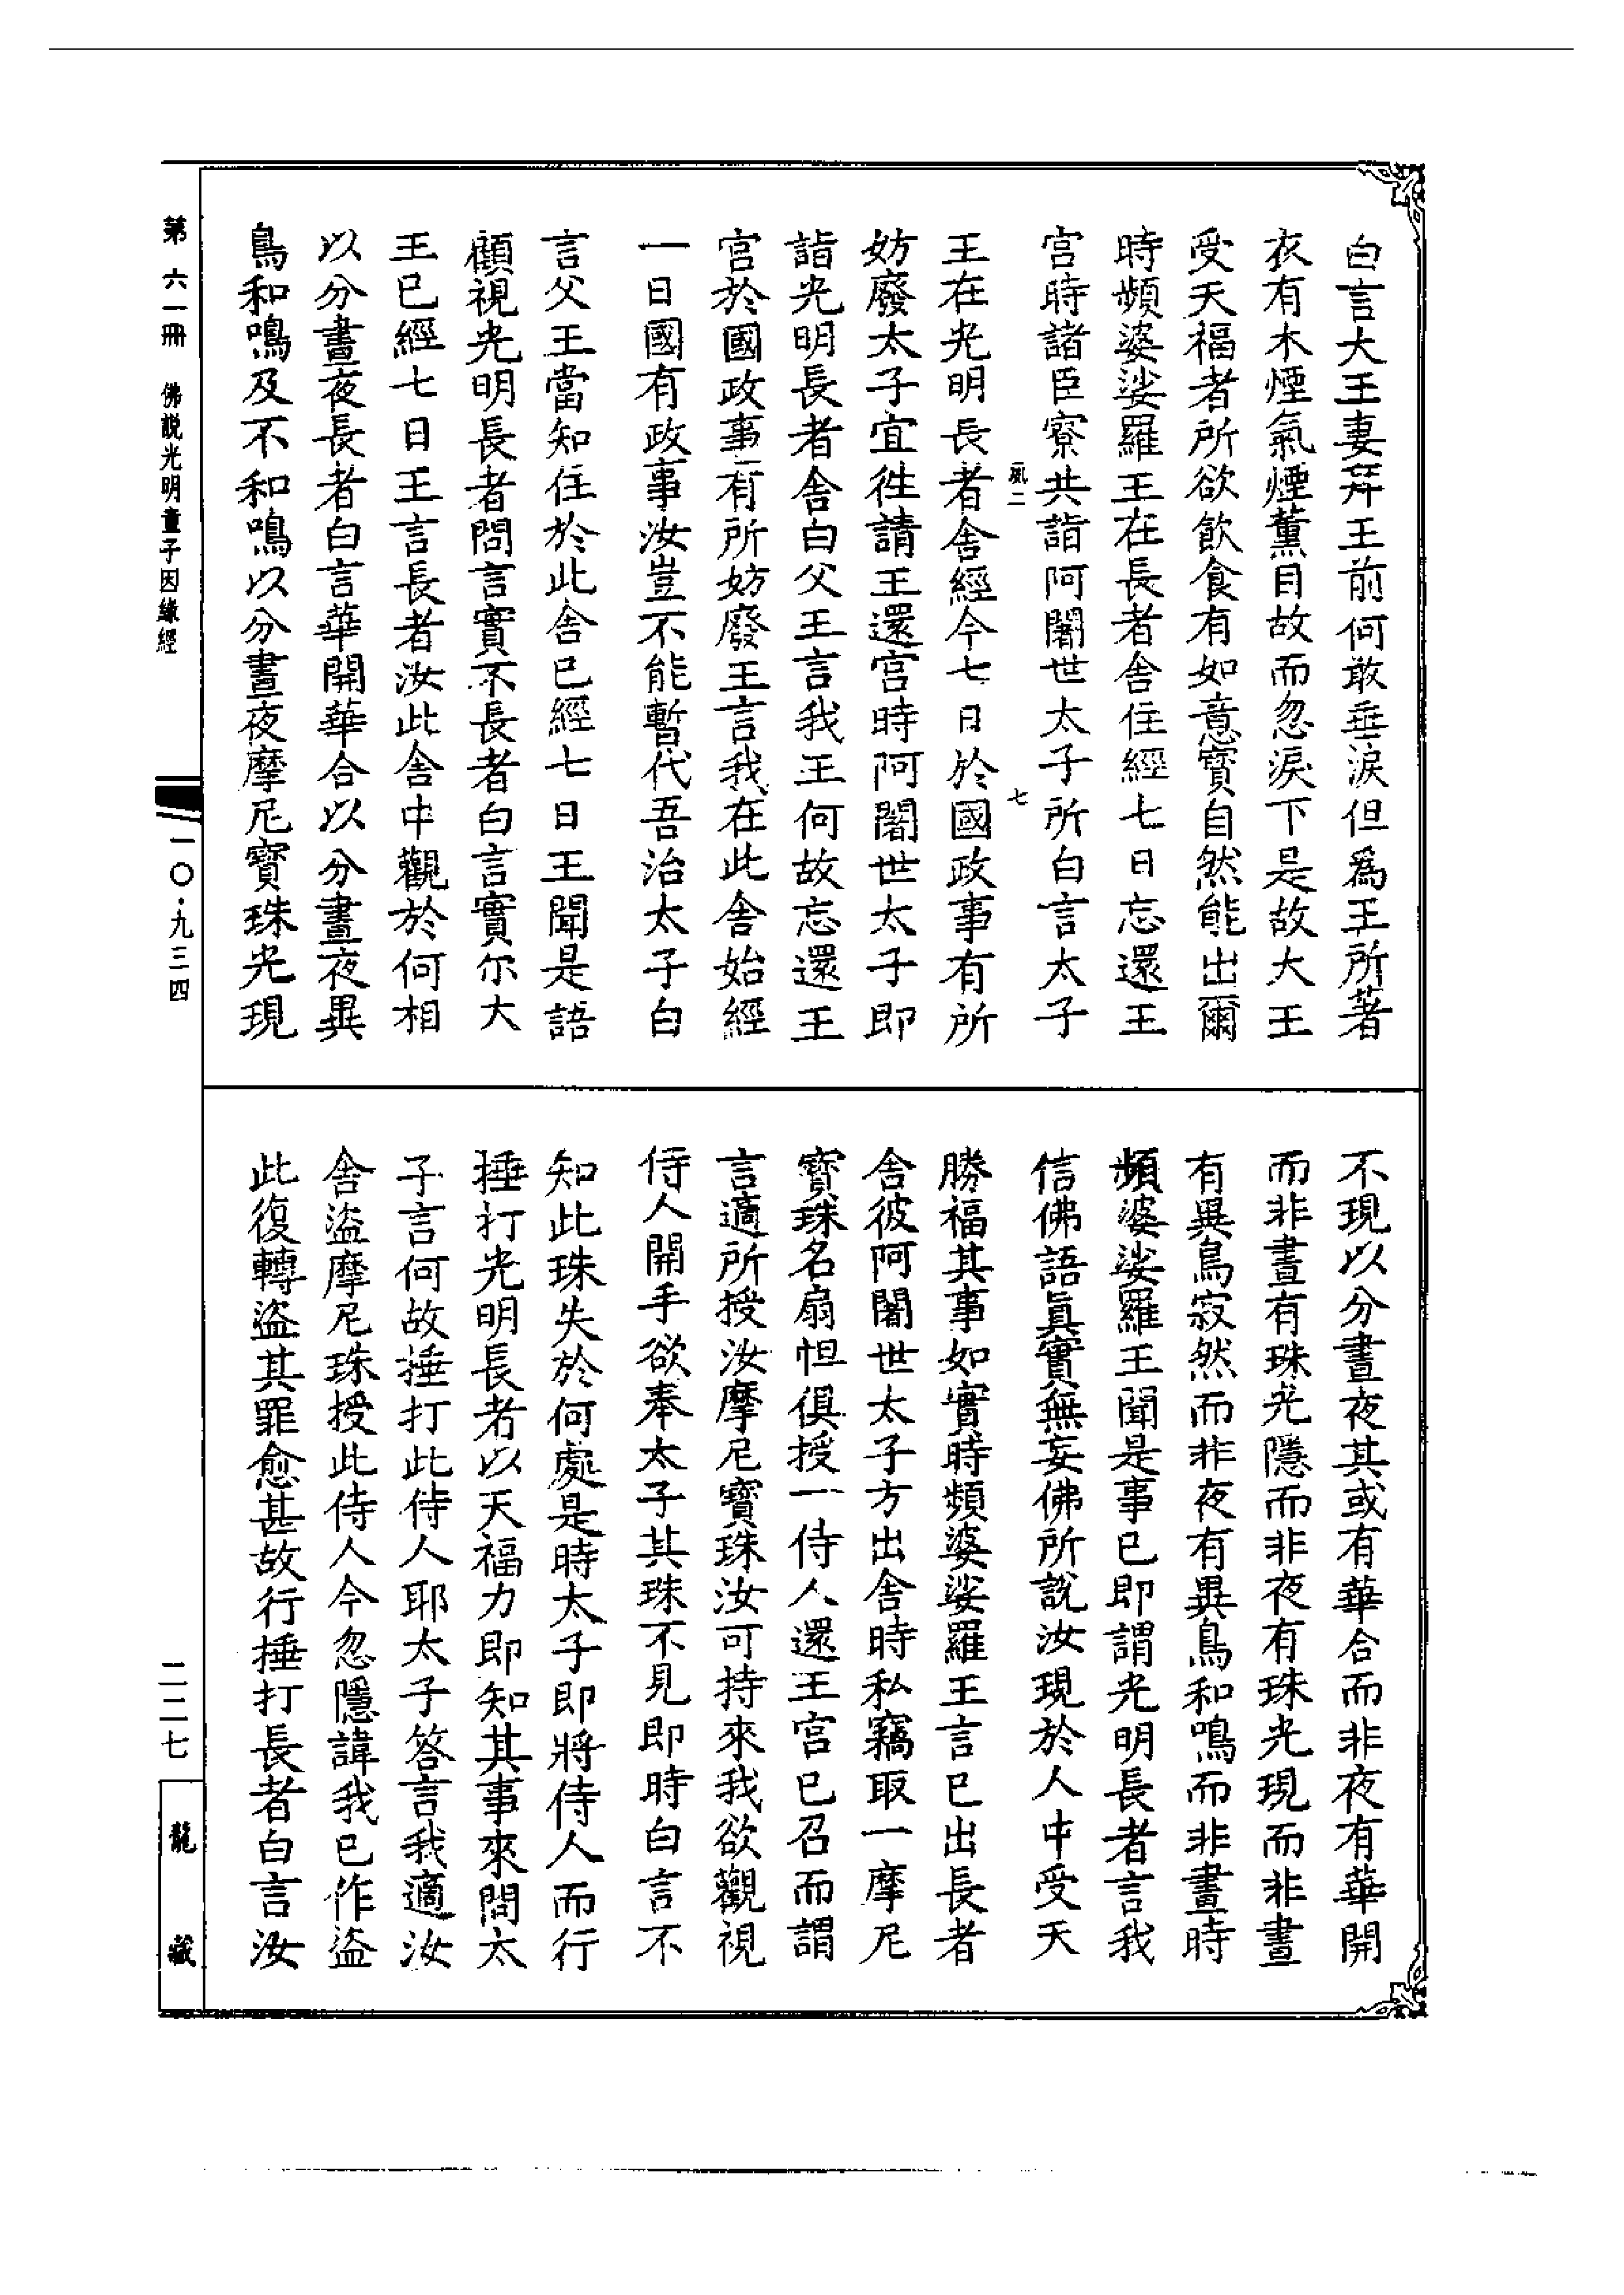 白言大王妻拜王前何敢垂淚但爲王所著
衣有木煙氣煙薰目故而忽淚下是故大王
受天福者所欲飲食有如意寳自然能出爾
時頻婆娑羅王在長者舍住經七日忘還王
宫時諸臣寮共詣阿闍世太子所白言太子
風二 七
王在光明長者舍經今七日於國政事有所
妨廢太子宜徃請王還宫時阿闍世太子即
詣光明長者舍白父王言我王何故忘還王
宫於國政事有所妨廢王言我在此舍始經
一日國有政事汝豈不能暫代吾治太子白
言父王當知住於此舍已經七日王聞是語
顧視光明長者問言實不長者白言實尓大
王已經七日王言長者汝此舍中觀於何相
以分晝夜長者白言華開華合以分晝夜異
鳥和鳴及不和鳴以分晝夜摩尼寳珠光現
不現以分晝夜其或有華合而非夜有華開
而非晝有珠光隱而非夜有珠光現而非晝
有異鳥寂然而非夜有異鳥和鳴而非晝時
頻婆娑羅王聞是事已即謂光明長者言我
信佛語眞實無妄佛所說汝現於人中受天
勝福其事如實時頻婆娑羅王言已出長者
舍彼阿闍世太子方出舍時私竊取一摩尼
寳珠名扇怛俱授一侍人還王宫已召而謂
言適所授汝摩尼寳珠汝可持來我欲觀視
侍人開手欲奉太子其珠不見即時白言不
知此珠失於何處是時太子即將侍人而行
捶打光明長者以天福力即知其事來問太
子言何故捶打此侍人耶太子答言我適汝
舍盜摩尼珠授此侍人今忽隱諱我已作盜
此復轉盜其罪愈甚故行捶打長者白言汝
第六一冊 佛說光明童子因緣經
一〇·九三四
二二七
龍藏